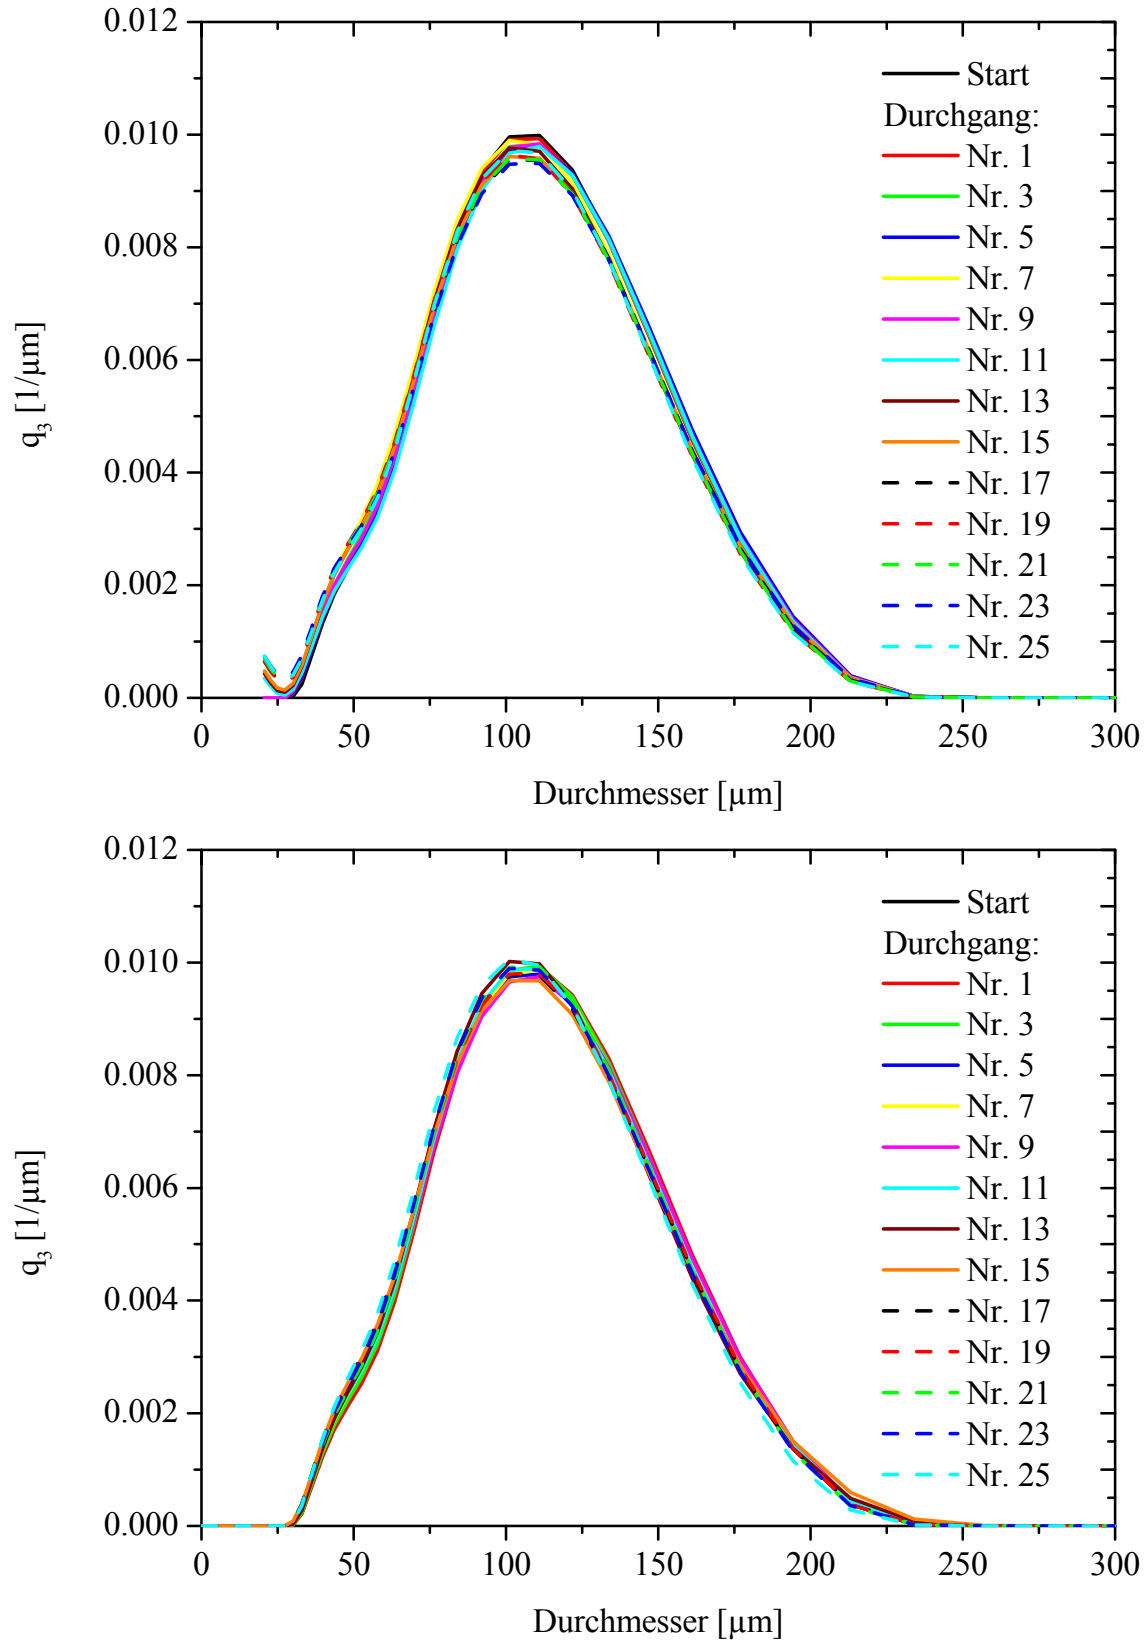 0.012
0.010
0.008
0.006
0.004
0.002
0.000
q3 [1/µm]
Start
Durchgang:
Nr. 1
Nr. 3
Nr. 5
Nr. 7
Nr. 9
Nr. 11
Nr. 13
Nr. 15
Nr. 17
Nr. 19
Nr. 21
Nr. 23
Nr. 25
0 50 100 150 200 250 300
Durchmesser [µm]
0.012
0.010
0.008
0.006
0.004
0.002
0.000
q3 [1/µm]
Start
Durchgang:
Nr. 1
Nr. 3
Nr. 5
Nr. 7
Nr. 9
Nr. 11
Nr. 13
Nr. 15
Nr. 17
Nr. 19
Nr. 21
Nr. 23
Nr. 25
0 50 100 150 200 250 300
Durchmesser [µm]